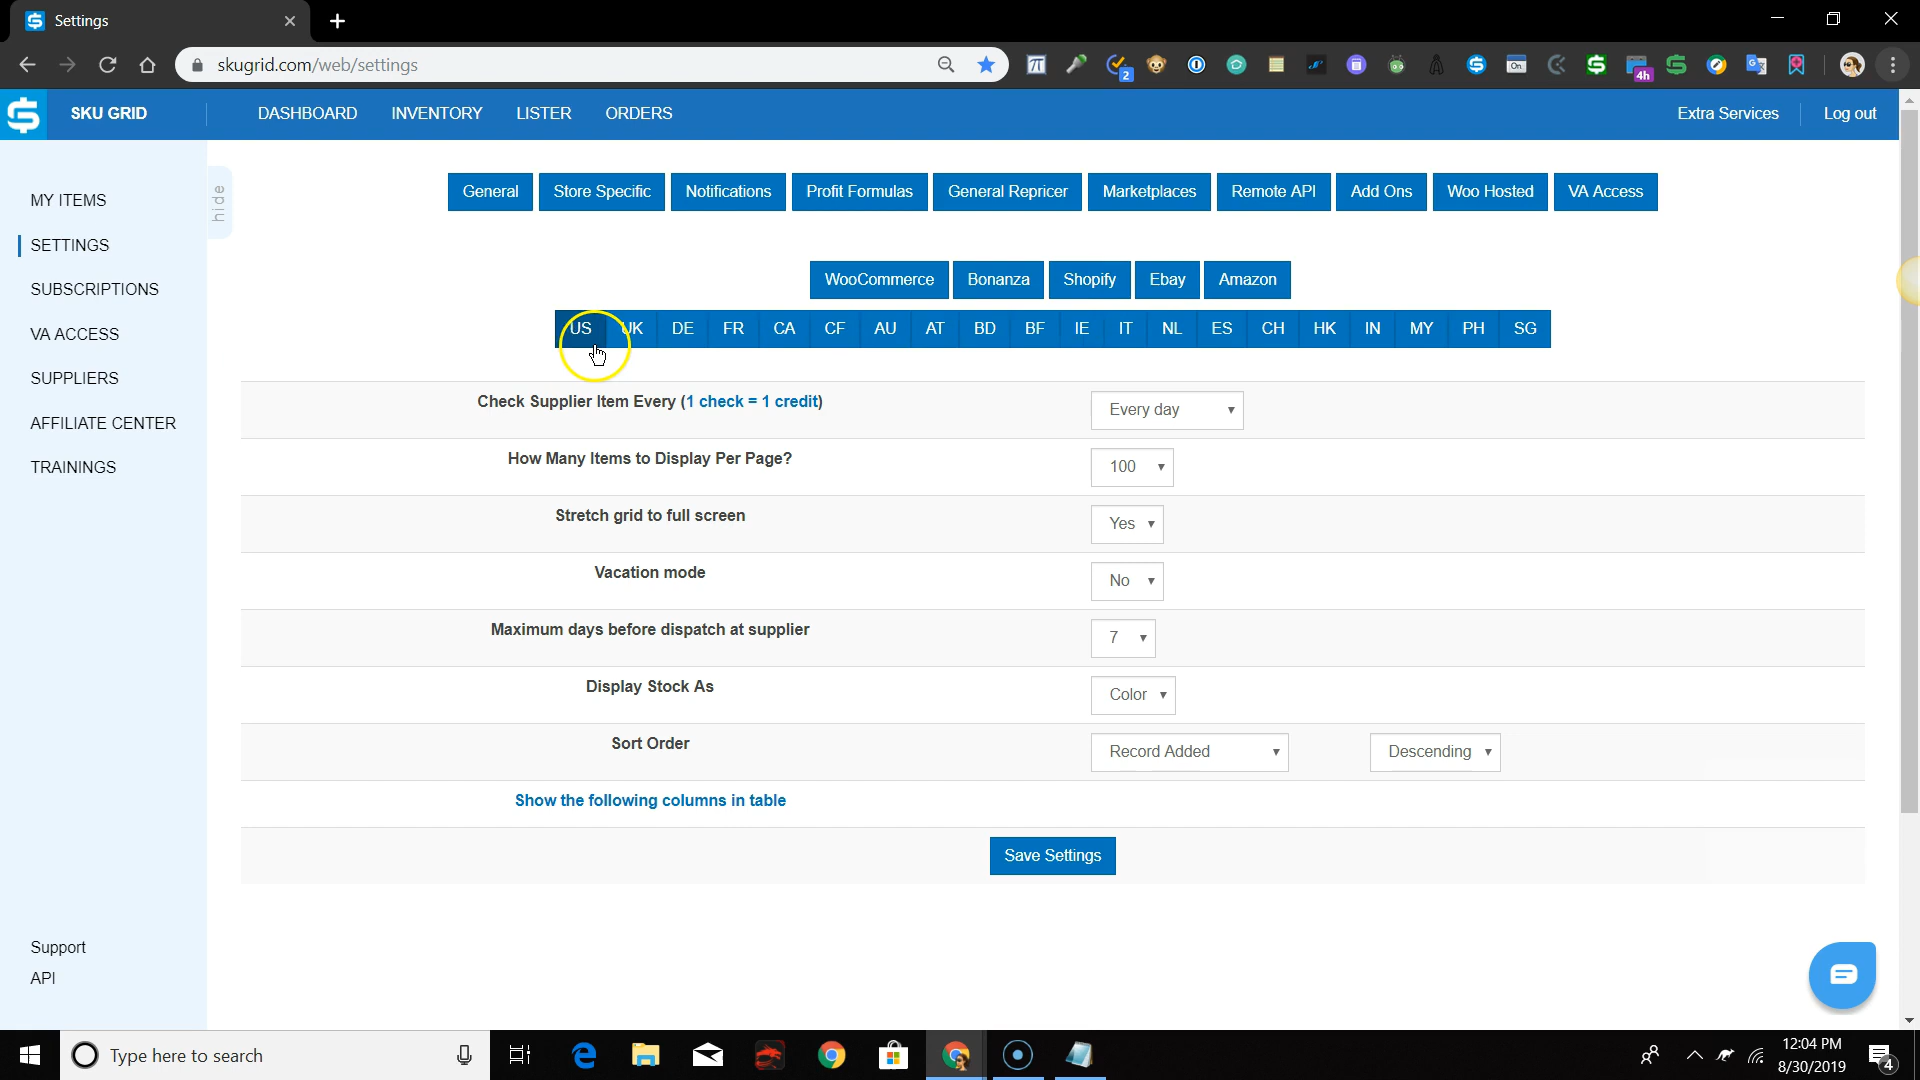 Settings
skugrid.com/web/settings
2
On
4h
SKU GRID
DASHBOARD INVENTORY LISTER ORDERS
Extra Services Log out
hide
MY ITEMS
SETTINGS
SUBSCRIPTIONS
VA ACCESS
SUPPLIERS
AFFILIATE CENTER
TRAININGS
Support
API
General Store Specific Notifications Profit Formulas General Repricer Marketplaces Remote API Add Ons Woo Hosted VA Access
WooCommerce Bonanza Shopify Ebay Amazon
US UK DE FR CA CF AU AT BD BF IE IT NL ES CH HK IN MY PH SG
Check Supplier Item Every (1 check = 1 credit) Every day
How Many Items to Display Per Page? 100
Stretch grid to full screen Yes
Vacation mode No
Maximum days before dispatch at supplier 7
Display Stock As Color
Sort Order Record Added Descending
Show the following columns in table
Save Settings
Type here to search
12:04 PM
8/30/2019
4